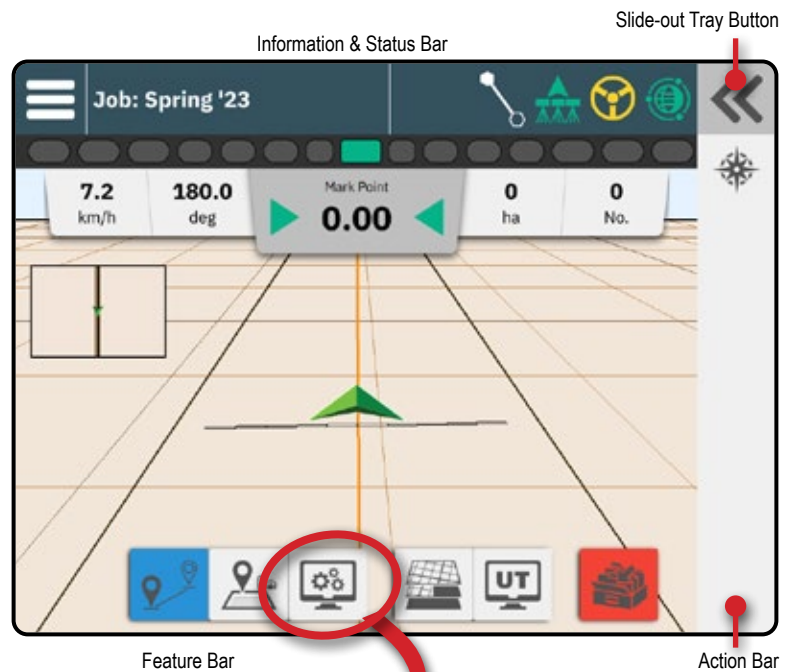 Slide-out Tray Button
Information & Status Bar
Job: Spring '23
7.2
km/h
180.0
deg
Mark Point
0.00
0
ha
0
No.
UT
Feature Bar
Action Bar